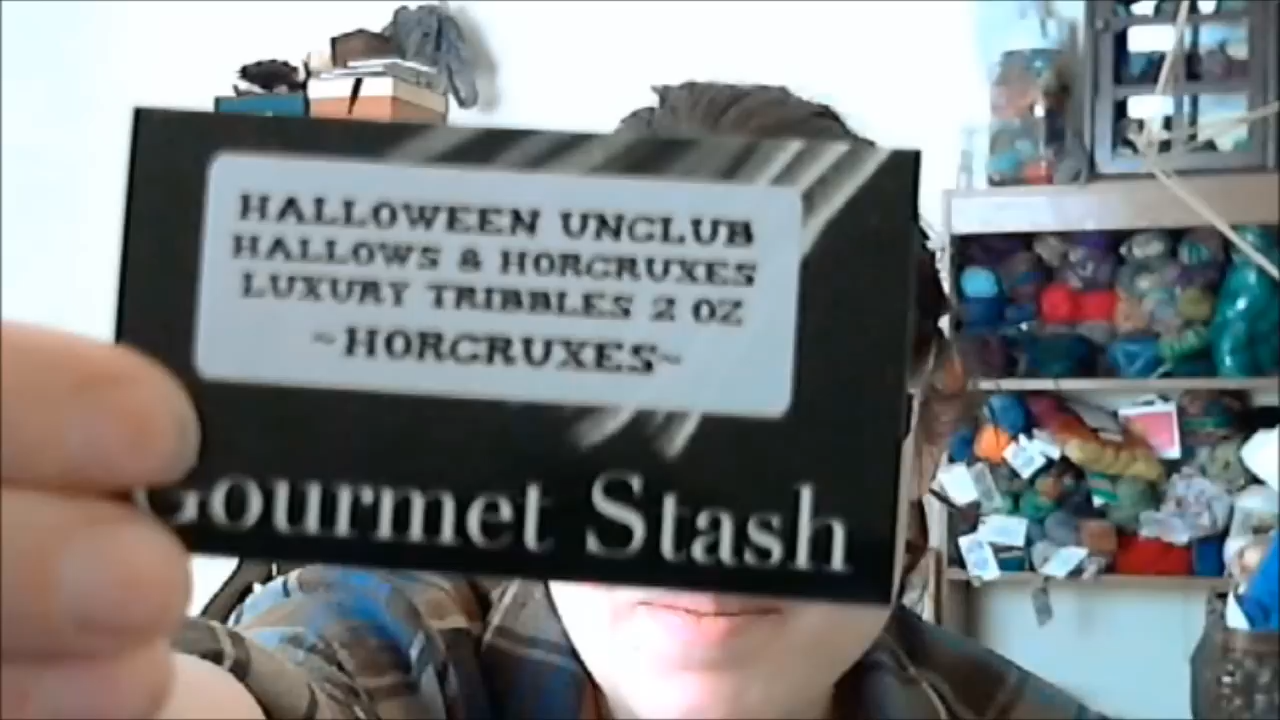 HALLOWEEN UNCLUB
HALLOWS & HORCRUXES
LUXURY TRIBBLES 2 OZ
~HORCRUXES~
Gourmet Stash